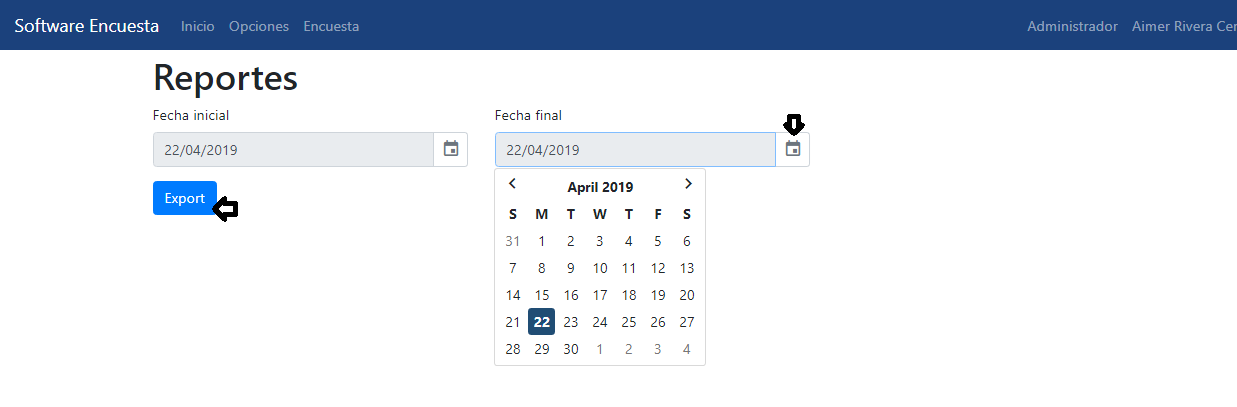 Software Encuesta Inicio Opciones Encuesta Administrador Aimer Rivera Cer
Reportes
Fecha inicial Fecha final
22/04/2019 22/04/2019
Export
April 2019
S M T W T F S
31 1 2 3 4 5 6
7 8 9 10 11 12 13
14 15 16 17 18 19 20
21 22 23 24 25 26 27
28 29 30 1 2 3 4